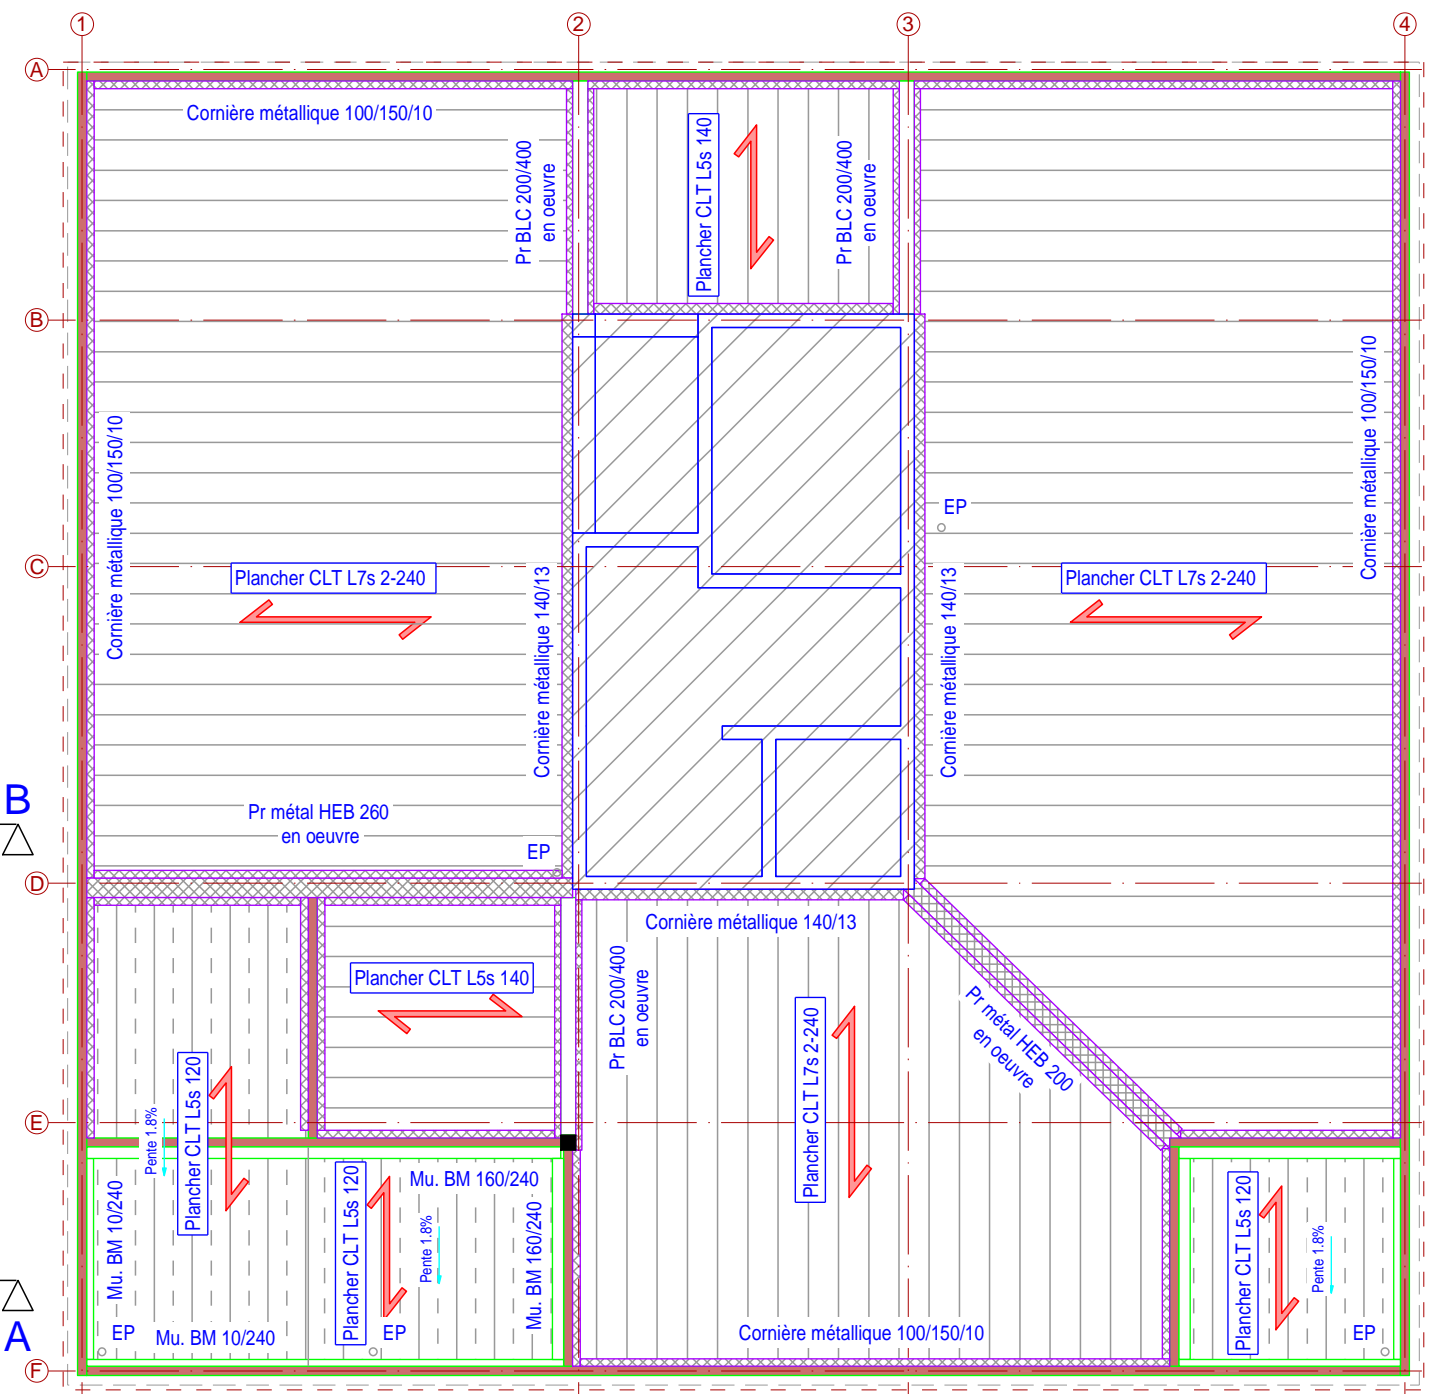 1
2
3
4
A
Cornière métallique 100/150/10
Pr BLC 200/400
en oeuvre
Plancher CLT L5s 140
Pr BLC 200/400
en oeuvre
B
Cornière métallique 100/150/10
Cornière métallique 100/150/10
EP
C
Plancher CLT L7s 2-240
Cornière métallique 140/13
Cornière métallique 140/13
Plancher CLT L7s 2-240
B
Pr métal HEB 260
en oeuvre
EP
D
Cornière métallique 140/13
Plancher CLT L5s 140
Pr BLC 200/400
en oeuvre
Plancher CLT L7s 2-240
Pr métal HEB 200
en oeuvre
Plancher CLT L5s 120
Pente 1.8%
E
Mu. BM 10/240
Plancher CLT L5s 120
Mu. BM 160/240
Pente 1.8%
Mu. BM 160/240
Plancher CLT L5s 120
Pente 1.8%
A
EP
Mu. BM 10/240
EP
Cornière métallique 100/150/10
EP
F